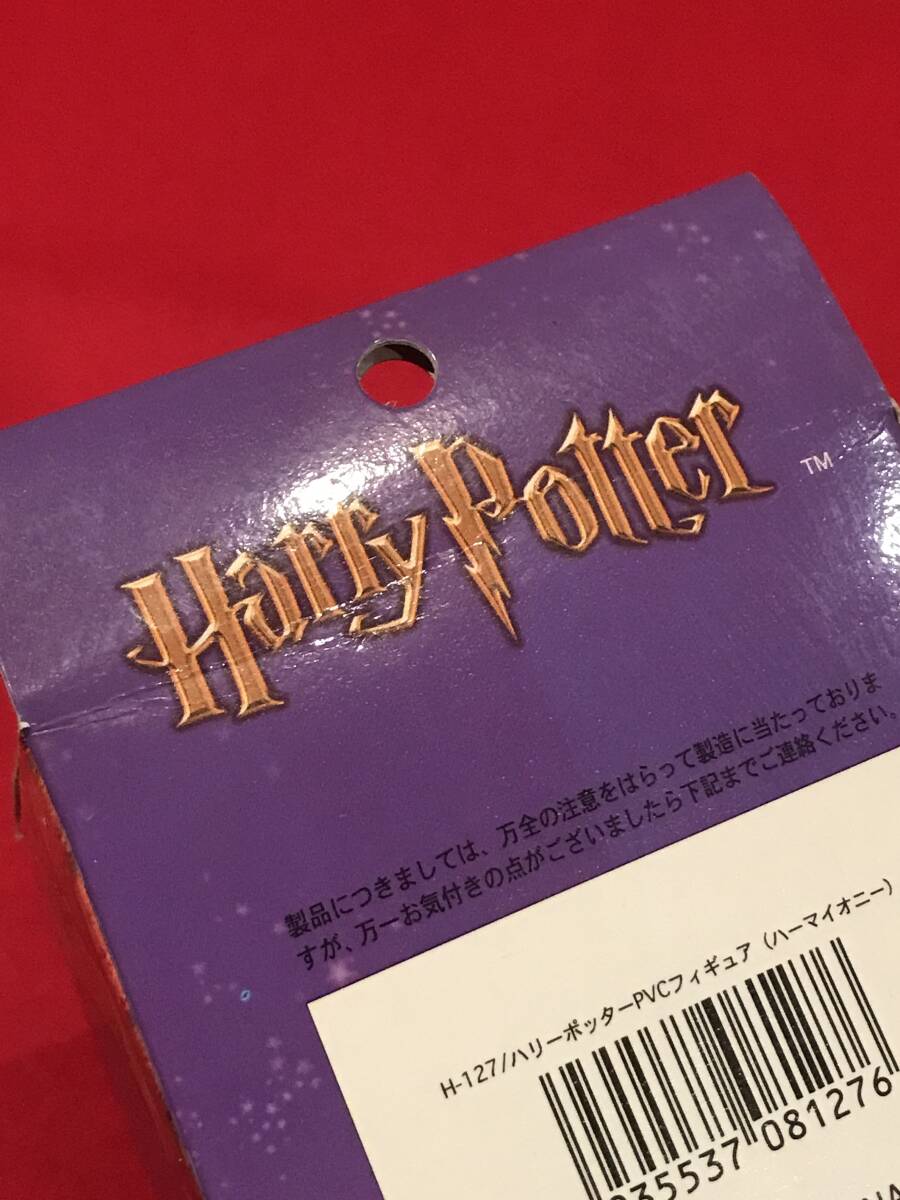 Harry Potter TM
製品につきましては、万全の注意をはらって製造に当たっておりま
すが、万一お気付きの点がございましたら下記までご連絡ください。
H-127/ハリーポッターPVCフィギュア（ハーマイオニー）
35537 081276